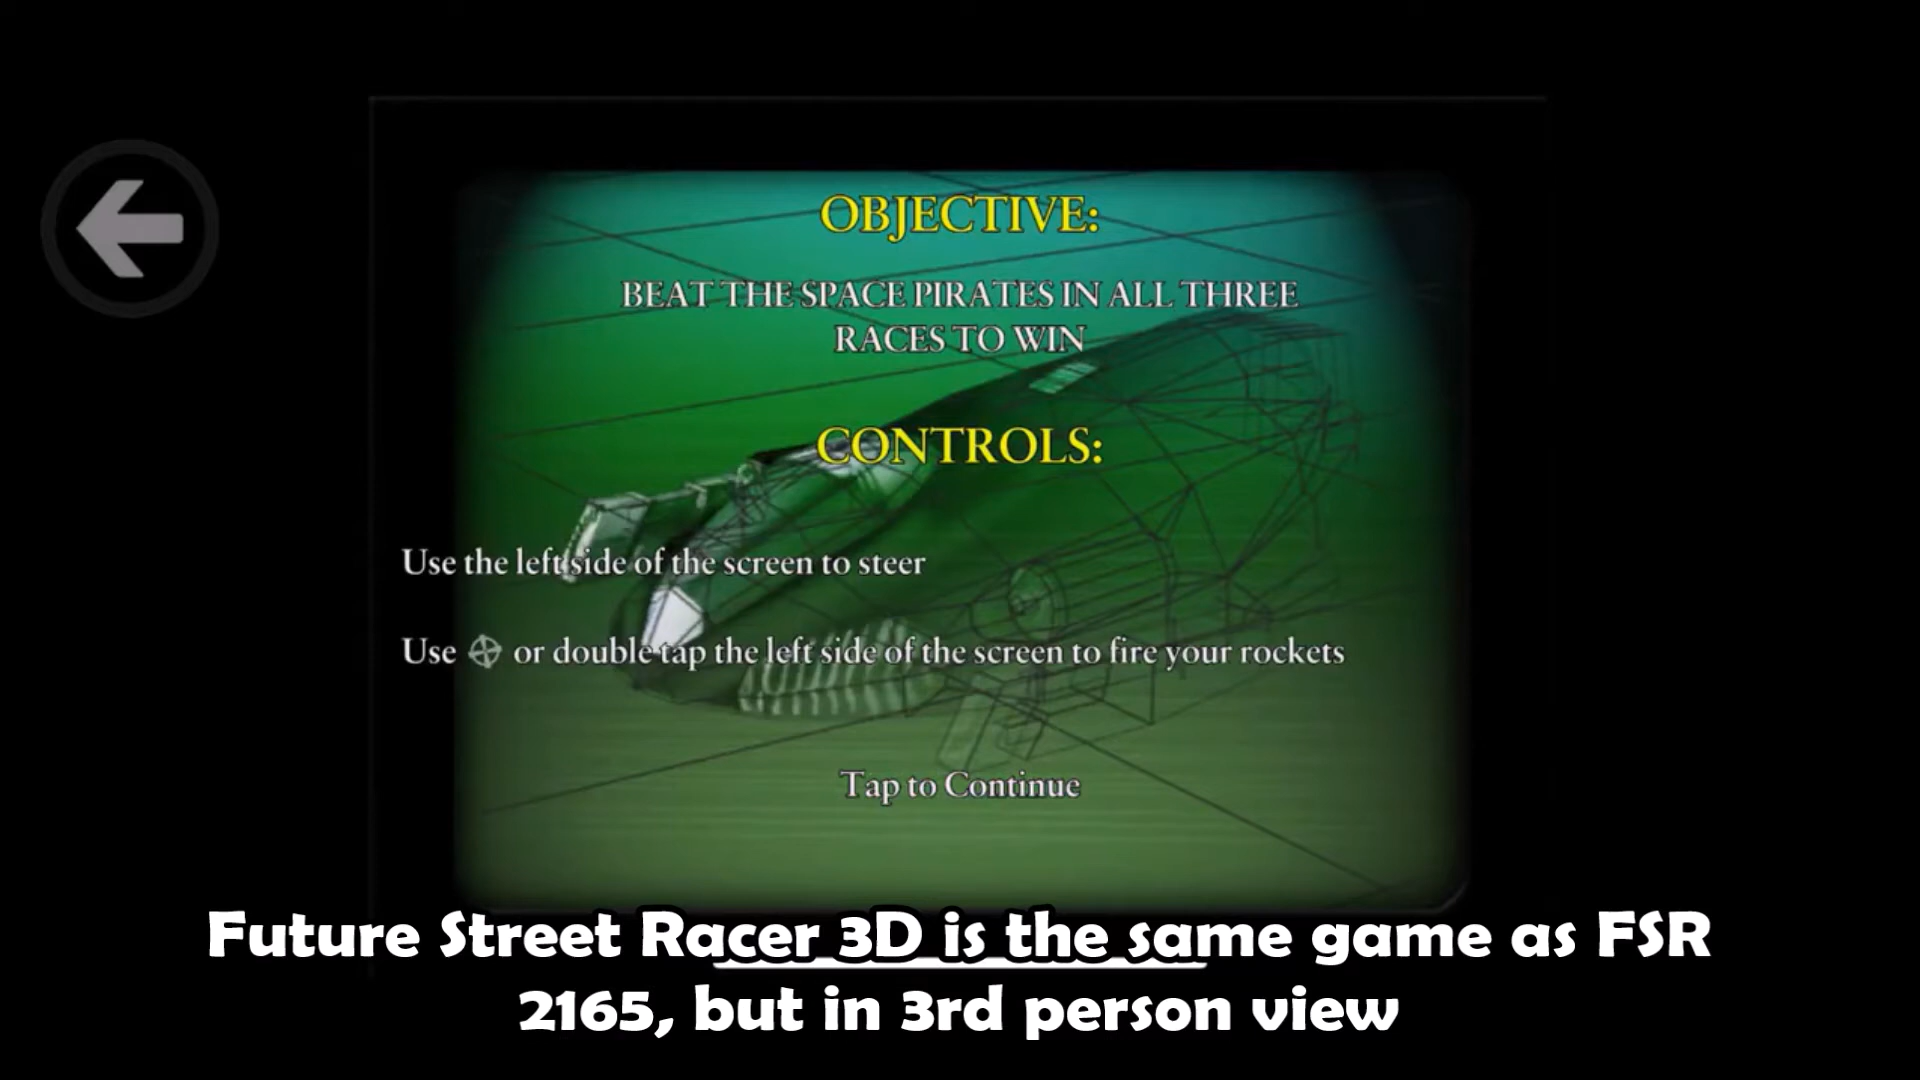 OBJECTIVE:
BEAT THE SPACE PIRATES IN ALL THREE
RACES TO WIN
CONTROLS:
Use the left side of the screen to steer
Use or double tap the left side of the screen to fire your rockets
Tap to Continue
Future Street Racer 3D is the same game as FSR
2165, but in 3rd person view